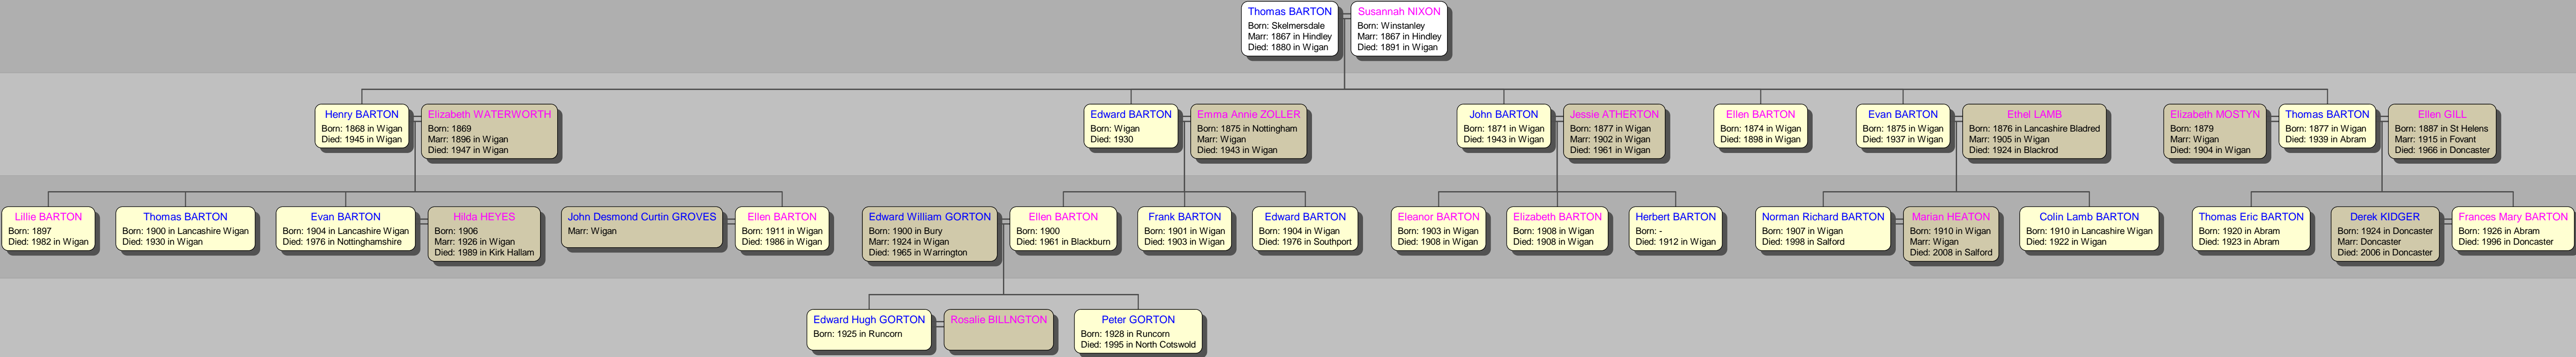 Thomas BARTON
Born: Skelmersdale
Marr: 1867 in Hindley
Died: 1880 in Wigan
Susannah NIXON
Born: Winstanley
Marr: 1867 in Hindley
Died: 1891 in Wigan
Henry BARTON
Born: 1868 in Wigan
Died: 1945 in Wigan
Elizabeth WATERWORTH
Born: 1869
Marr: 1896 in Wigan
Died: 1947 in Wigan
Edward BARTON
Born: Wigan
Died: 1930
Emma Annie ZOLLER
Born: 1875 in Nottingham
Marr: Wigan
Died: 1943 in Wigan
John BARTON
Born: 1871 in Wigan
Died: 1943 in Wigan
Jessie ATHERTON
Born: 1877 in Wigan
Marr: 1902 in Wigan
Died: 1961 in Wigan
Ellen BARTON
Born: 1874 in Wigan
Died: 1898 in Wigan
Evan BARTON
Born: 1875 in Wigan
Died: 1937 in Wigan
Ethel LAMB
Born: 1876 in Lancashire Bladred
Marr: 1905 in Wigan
Died: 1924 in Blackrod
Elizabeth MOSTYN
Born: 1879
Marr: Wigan
Died: 1904 in Wigan
Thomas BARTON
Born: 1877 in Wigan
Died: 1939 in Abram
Ellen GILL
Born: 1887 in St Helens
Marr: 1915 in Fovant
Died: 1966 in Doncaster
Lillie BARTON
Born: 1897
Died: 1982 in Wigan
Thomas BARTON
Born: 1900 in Lancashire Wigan
Died: 1930 in Wigan
Evan BARTON
Born: 1904 in Lancashire Wigan
Died: 1976 in Nottinghamshire
Hilda HEYES
Born: 1906
Marr: 1926 in Wigan
Died: 1989 in Kirk Hallam
John Desmond Curtin GROVES
Marr: Wigan
Ellen BARTON
Born: 1911 in Wigan
Died: 1986 in Wigan
Edward William GORTON
Born: 1900 in Bury
Marr: 1924 in Wigan
Died: 1965 in Warrington
Ellen BARTON
Born: 1900
Died: 1961 in Blackburn
Frank BARTON
Born: 1901 in Wigan
Died: 1903 in Wigan
Edward BARTON
Born: 1904 in Wigan
Died: 1976 in Southport
Eleanor BARTON
Born: 1903 in Wigan
Died: 1908 in Wigan
Elizabeth BARTON
Born: 1908 in Wigan
Died: 1908 in Wigan
Herbert BARTON
Born: -
Died: 1912 in Wigan
Norman Richard BARTON
Born: 1907 in Wigan
Died: 1998 in Salford
Marian HEATON
Born: 1910 in Wigan
Marr: Wigan
Died: 2008 in Salford
Colin Lamb BARTON
Born: 1910 in Lancashire Wigan
Died: 1922 in Wigan
Thomas Eric BARTON
Born: 1920 in Abram
Died: 1923 in Abram
Derek KIDGER
Born: 1924 in Doncaster
Marr: Doncaster
Died: 2006 in Doncaster
Frances Mary BARTON
Born: 1926 in Abram
Died: 1996 in Doncaster
Edward Hugh GORTON
Born: 1925 in Runcorn
Rosalie BILLNGTON
Peter GORTON
Born: 1928 in Runcorn
Died: 1995 in North Cotswold